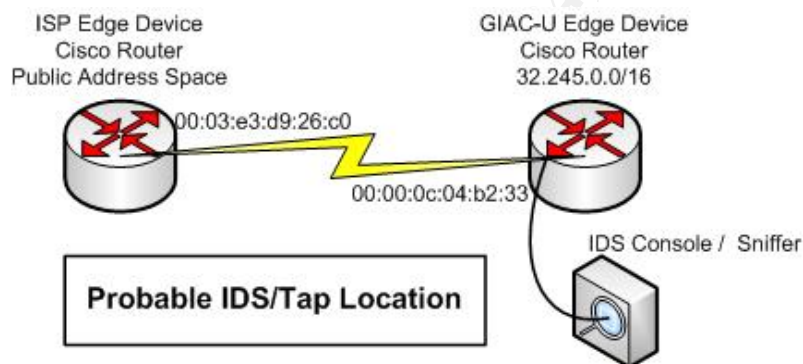 ISP Edge Device
Cisco Router
Public Address Space
GIAC-U Edge Device
Cisco Router
32.245.0.0/16
00:03:e3:d9:26:c0
00:00:0c:04:b2:33
IDS Console / Sniffer
Probable IDS/Tap Location